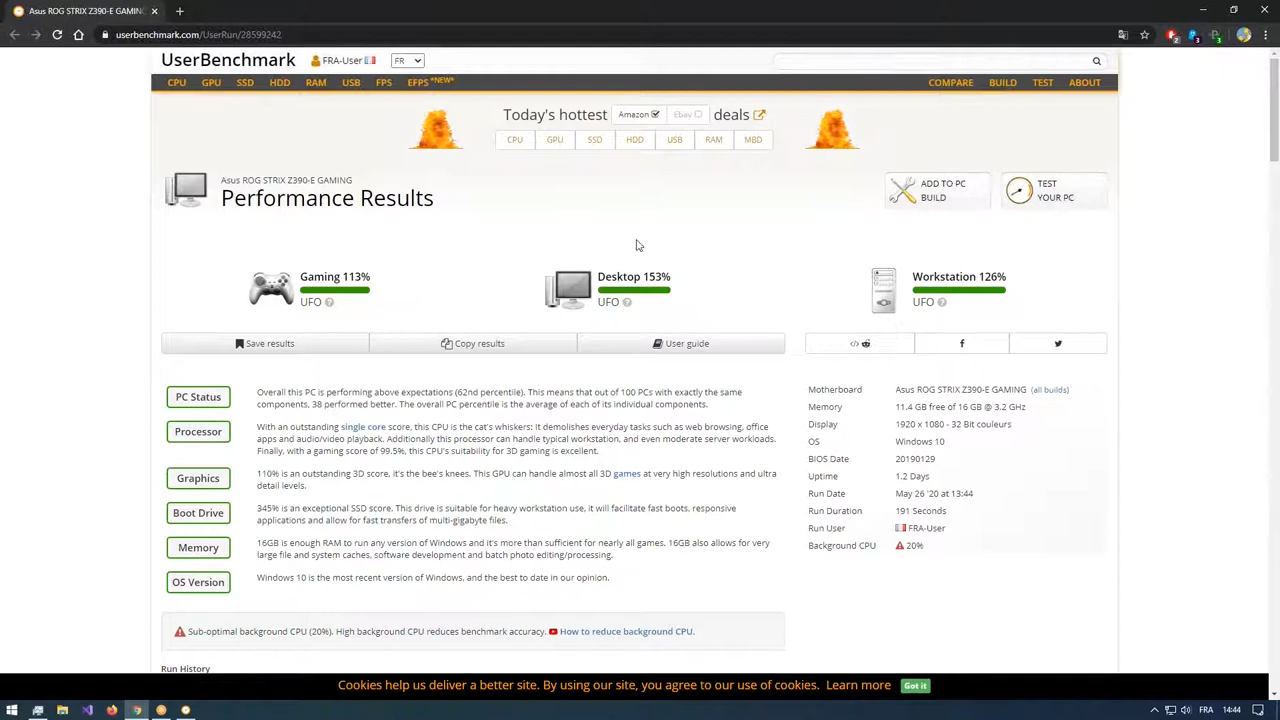 Asus ROG STRIX Z390-E GAMING
userbenchmark.com/UserRun/28599242
UserBenchmark FRA-User FR
CPU GPU SSD HDD RAM USB FPS EFPS *NEW* COMPARE BUILD TEST ABOUT
Today's hottest Amazon Ebay deals
CPU GPU SSD HDD USB RAM MBD
Asus ROG STRIX Z390-E GAMING
Performance Results
ADD TO PC
BUILD
TEST
YOUR PC
Gaming 113%
UFO
Desktop 153%
UFO
Workstation 126%
UFO
Save results Copy results User guide
PC Status
Overall this PC is performing above expectations (62nd percentile). This means that out of 100 PCs with exactly the same
components, 38 performed better. The overall PC percentile is the average of each of its individual components.
Processor
With an outstanding single core score, this CPU is the cat's whiskers: It demolishes everyday tasks such as web browsing, office
apps and audio/video playback. Additionally this processor can handle typical workstation, and even moderate server workloads.
Finally, with a gaming score of 99.5%, this CPU's suitability for 3D gaming is excellent.
Graphics
110% is an outstanding 3D score, it's the bee's knees. This GPU can handle almost all 3D games at very high resolutions and ultra
detail levels.
Boot Drive
345% is an exceptional SSD score. This drive is suitable for heavy workstation use, it will facilitate fast boots, responsive
applications and allow for fast transfers of multi-gigabyte files.
Memory
16GB is enough RAM to run any version of Windows and it's more than sufficient for nearly all games. 16GB also allows for very
large file and system caches, software development and batch photo editing/processing.
OS Version
Windows 10 is the most recent version of Windows, and the best to date in our opinion.
Motherboard Asus ROG STRIX Z390-E GAMING (all builds)
Memory 11.4 GB free of 16 GB @ 3.2 GHz
Display 1920 x 1080 - 32 Bit couleurs
OS Windows 10
BIOS Date 20190129
Uptime 1.2 Days
Run Date May 26 '20 at 13:44
Run Duration 191 Seconds
Run User FRA-User
Background CPU 20%
Sub-optimal background CPU (20%). High background CPU reduces benchmark accuracy. How to reduce background CPU.
Run History
Cookies help us deliver a better site. By using our site, you agree to our use of cookies. Learn more Got it
FRA 14:44